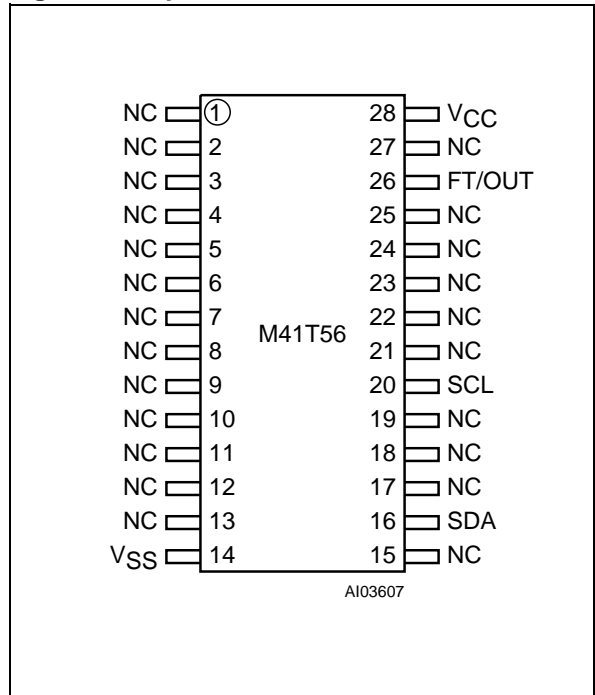 NC 1 28 VCC
NC 2 27 NC
NC 3 26 FT/OUT
NC 4 25 NC
NC 5 24 NC
NC 6 23 NC
NC 7 22 NC
M41T56
NC 8 21 NC
NC 9 20 SCL
NC 10 19 NC
NC 11 18 NC
NC 12 17 NC
NC 13 16 SDA
VSS 14 15 NC
AI03607